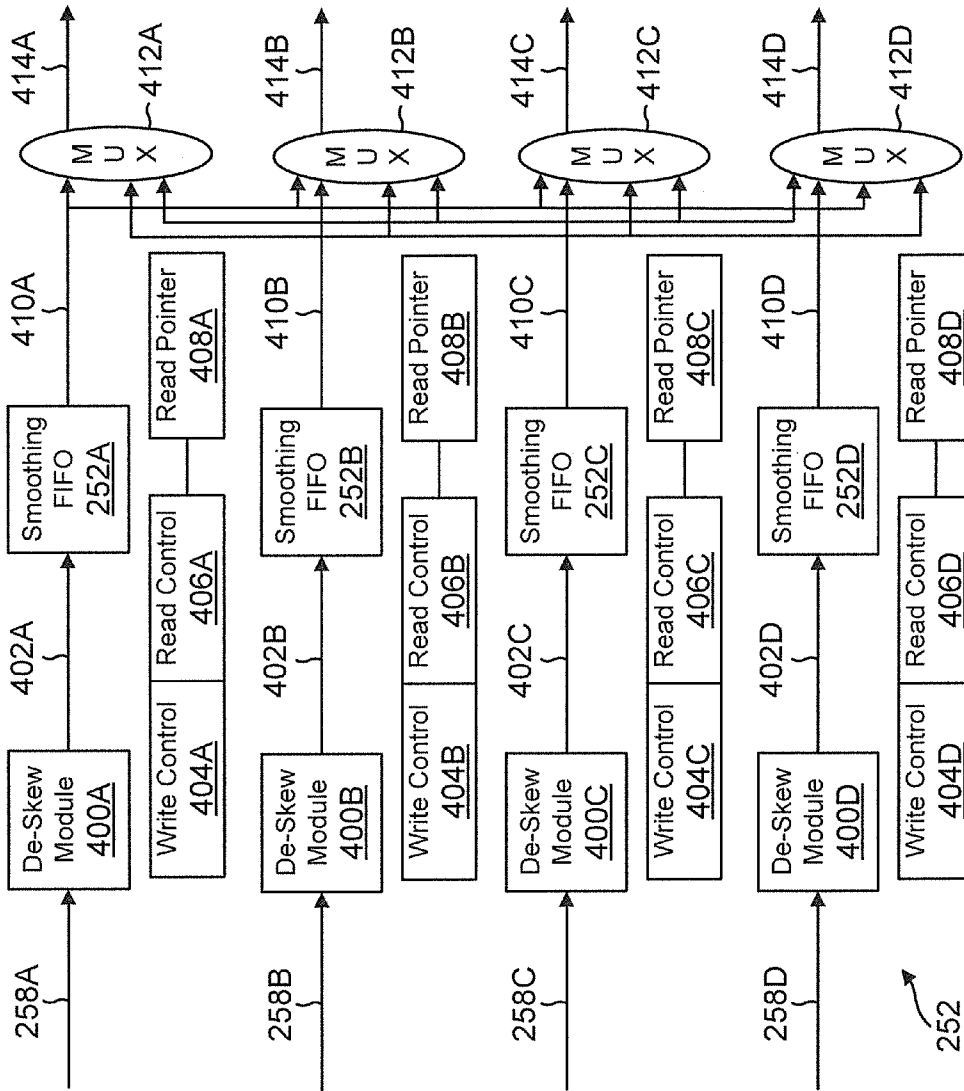 258A
De-Skew
Module
400A
402A
Smoothing
FIFO
252A
410A
M
U
X
414A
412A
Write Control
404A
Read Control
406A
Read Pointer
408A
258B
De-Skew
Module
400B
402B
Smoothing
FIFO
252B
410B
M
U
X
414B
412B
Write Control
404B
Read Control
406B
Read Pointer
408B
258C
De-Skew
Module
400C
402C
Smoothing
FIFO
252C
410C
M
U
X
414C
412C
Write Control
404C
Read Control
406C
Read Pointer
408C
258D
De-Skew
Module
400D
402D
Smoothing
FIFO
252D
410D
M
U
X
414D
412D
Write Control
404D
Read Control
406D
Read Pointer
408D
252